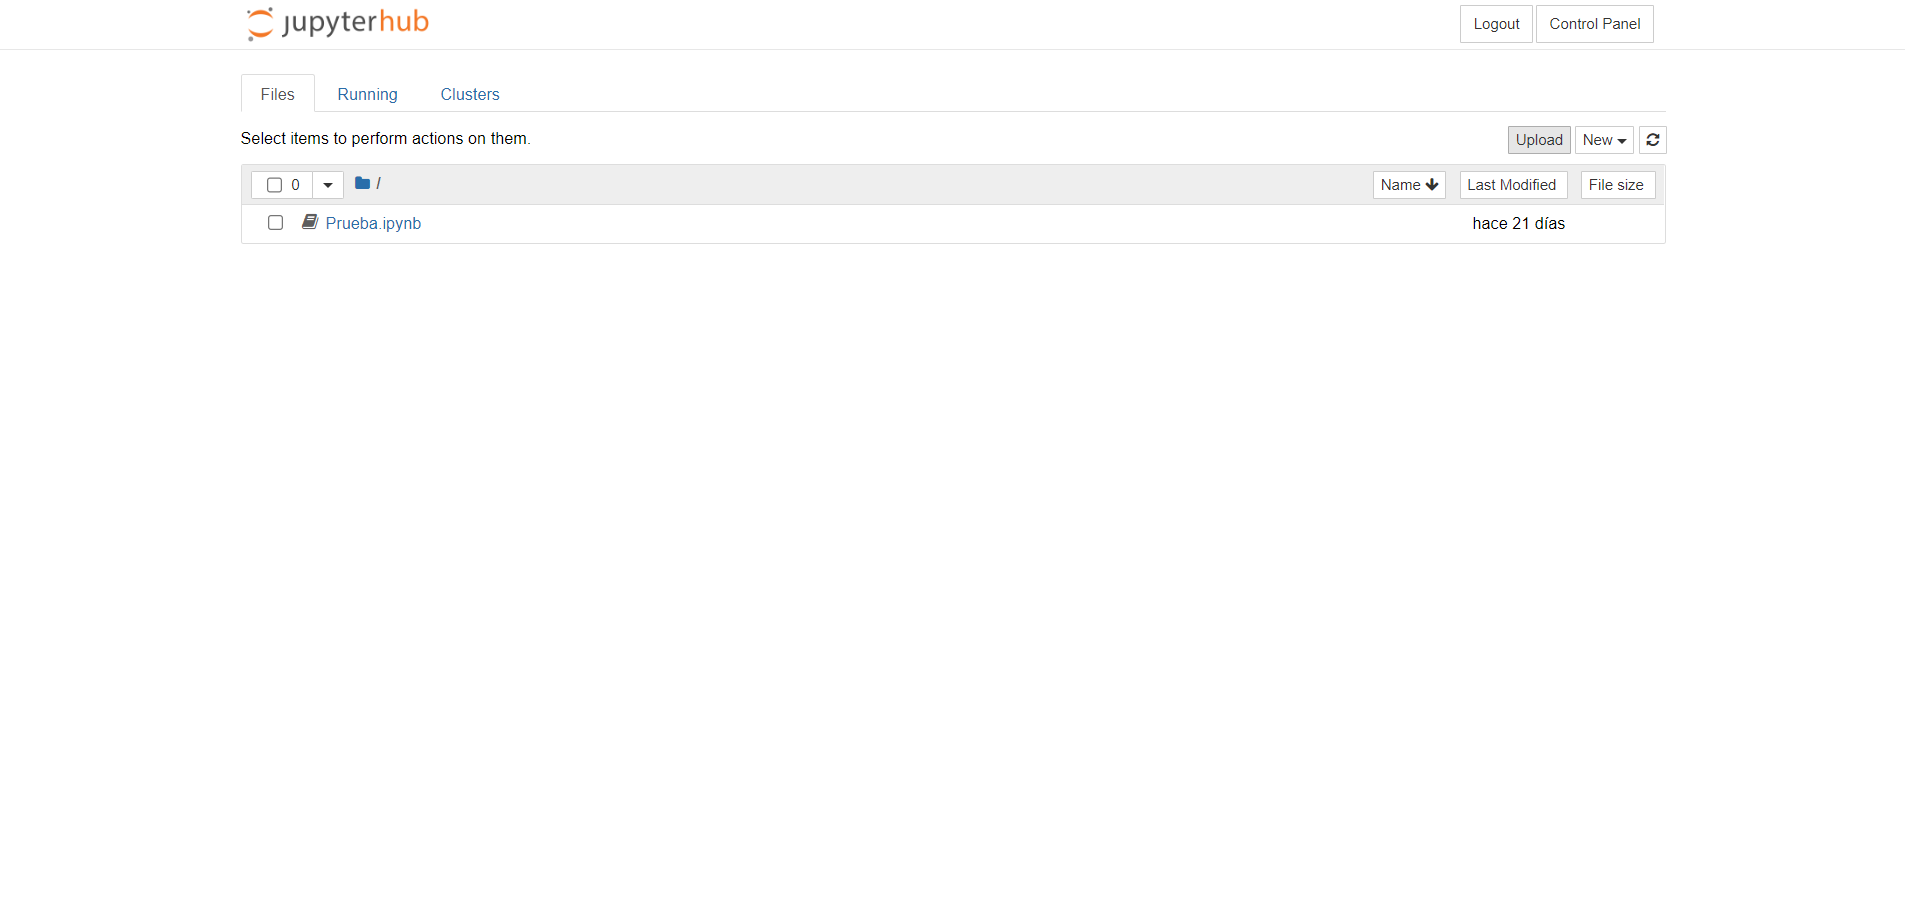 jupyterhub
Logout Control Panel
Files Running Clusters
Select items to perform actions on them.
Upload New
0 / Name Last Modified File size
Prueba.ipynb hace 21 días